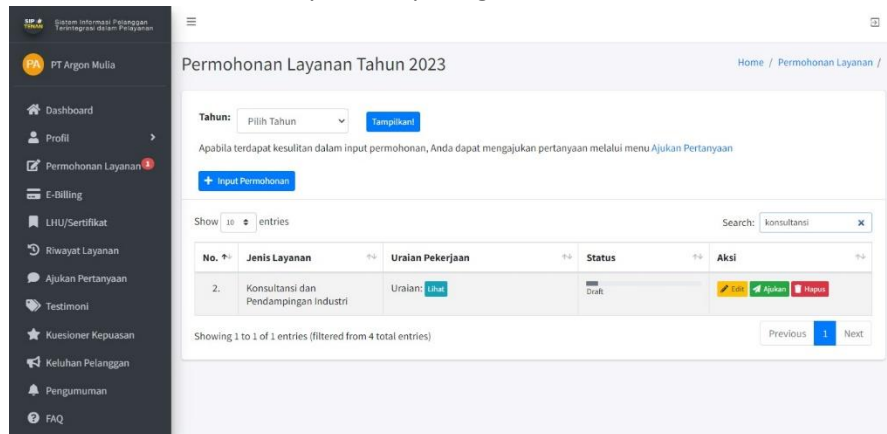 SIP TENAN
Sistem Informasi Pelanggan
Terintegrasi dalam Pelayanan
PA PT Argon Mulia
Dashboard
Profil
Permohonan Layanan
E-Billing
LHU/Sertifikat
Riwayat Layanan
Ajukan Pertanyaan
Testimoni
Kuesioner Kepuasan
Keluhan Pelanggan
Pengumuman
FAQ
Permohonan Layanan Tahun 2023
Home / Permohonan Layanan /
Tahun: Pilih Tahun Tampilkan!
Apabila terdapat kesulitan dalam input permohonan, Anda dapat mengajukan pertanyaan melalui menu Ajukan Pertanyaan
+ Input Permohonan
Show 10 entries
Search: konsultansi
No. Jenis Layanan Uraian Pekerjaan Status Aksi
2. Konsultansi dan Uraian: Lihat Draft Edit Ajukan Hapus
Pendampingan Industri
Showing 1 to 1 of 1 entries (filtered from 4 total entries)
Previous 1 Next